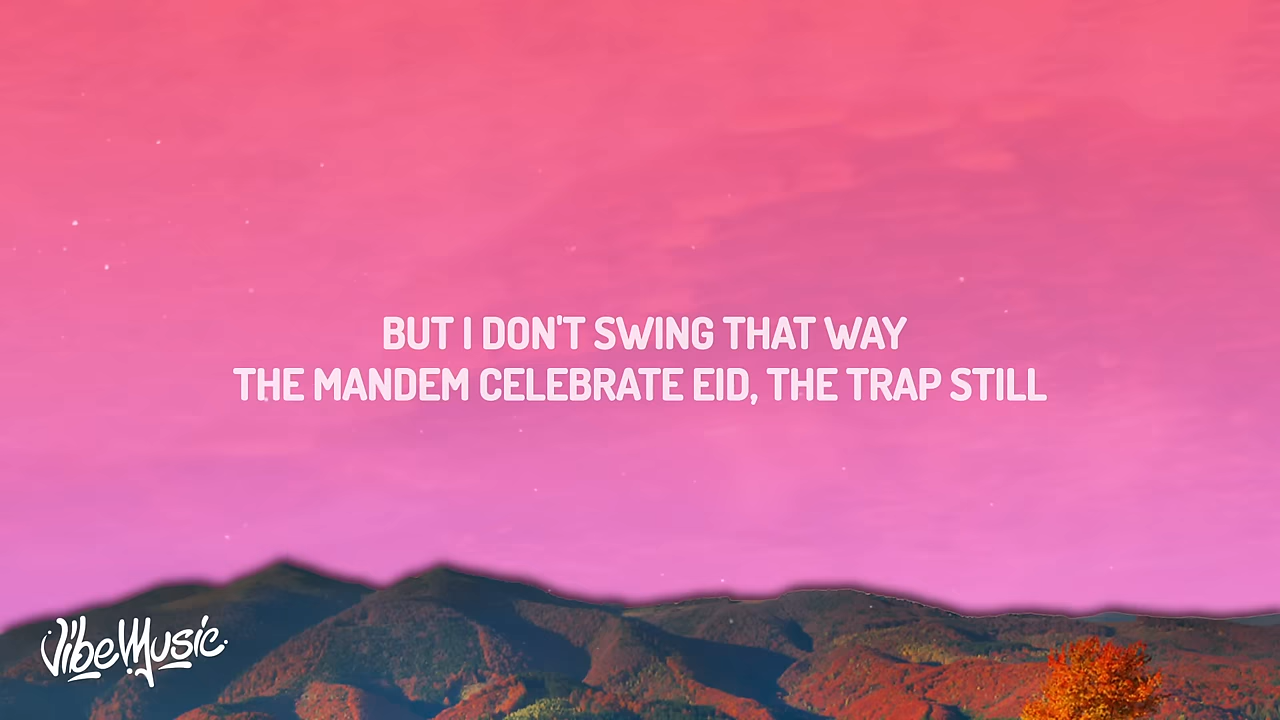 BUT I DON'T SWING THAT WAY
THE MANDEM CELEBRATE EID, THE TRAP STILL
VibeMusic